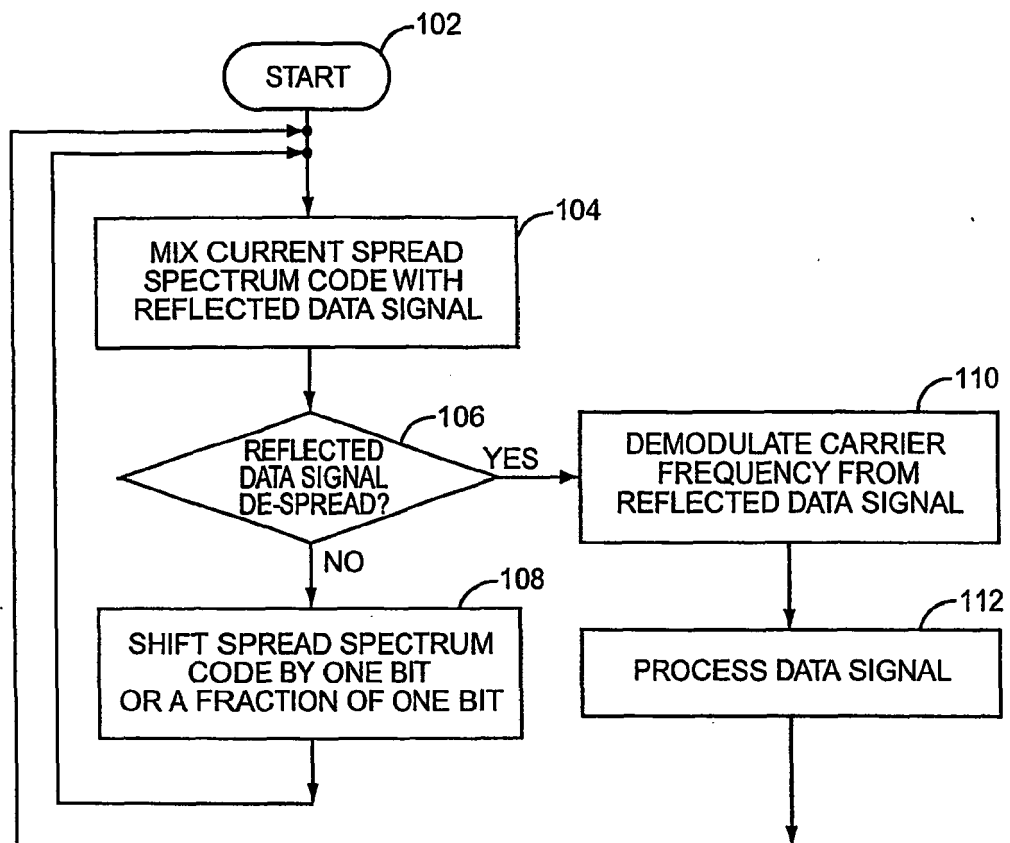 102
START
104
MIX CURRENT SPREAD
SPECTRUM CODE WITH
REFLECTED DATA SIGNAL
106
REFLECTED
DATA SIGNAL
DE-SPREAD?
YES
NO
110
DEMODULATE CARRIER
FREQUENCY FROM
REFLECTED DATA SIGNAL
108
SHIFT SPREAD SPECTRUM
CODE BY ONE BIT
OR A FRACTION OF ONE BIT
112
PROCESS DATA SIGNAL